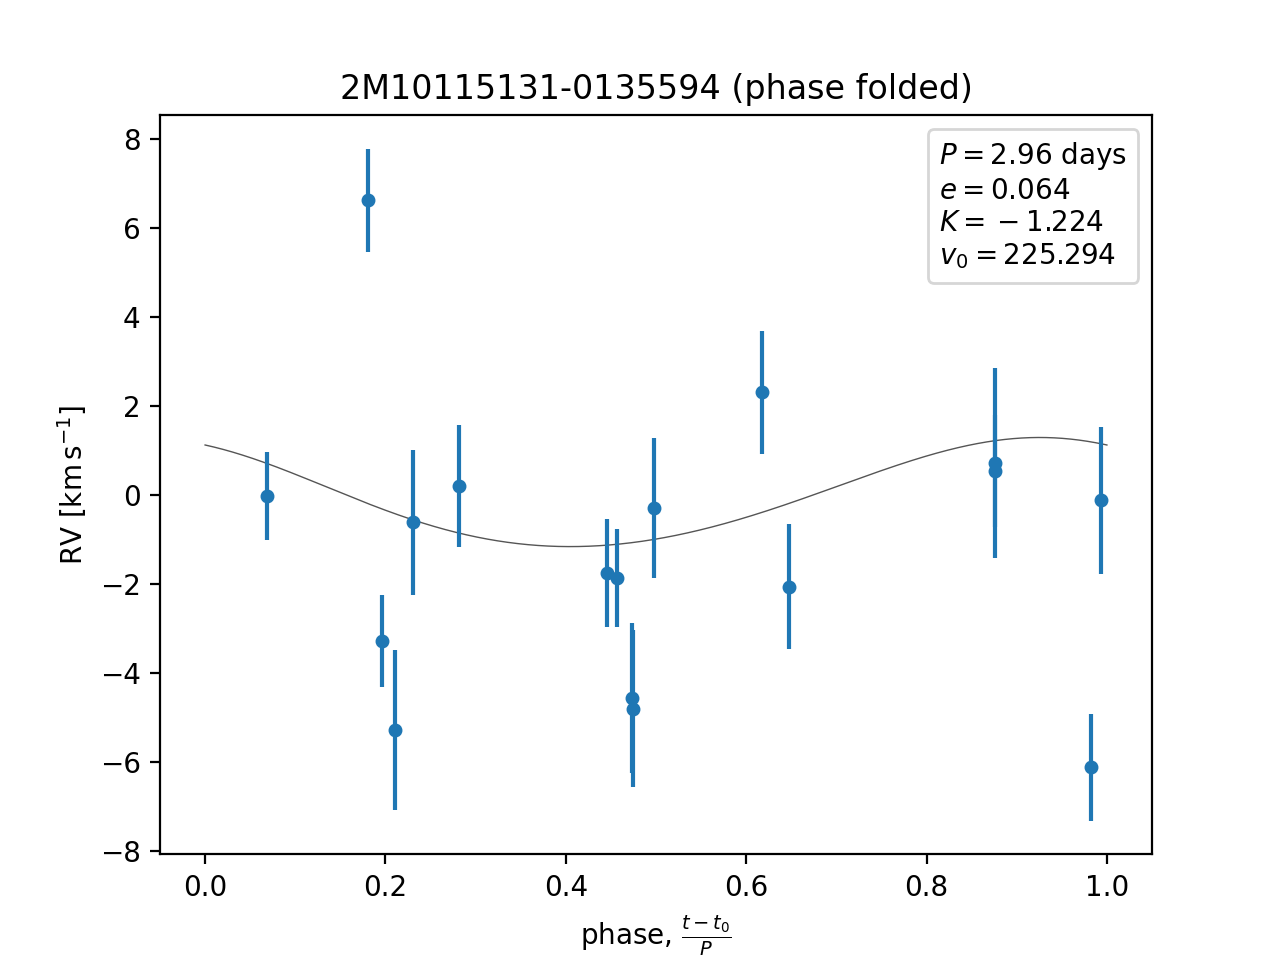 2M10115131-0135594 (phase folded)
P = 2.96 days
e = 0.064
K = −1.224
v₀ = 225.294
RV [km s⁻¹]
8
6
4
2
0
−2
−4
−6
−8
0.0 0.2 0.4 0.6 0.8 1.0
phase, (t − t₀)/P